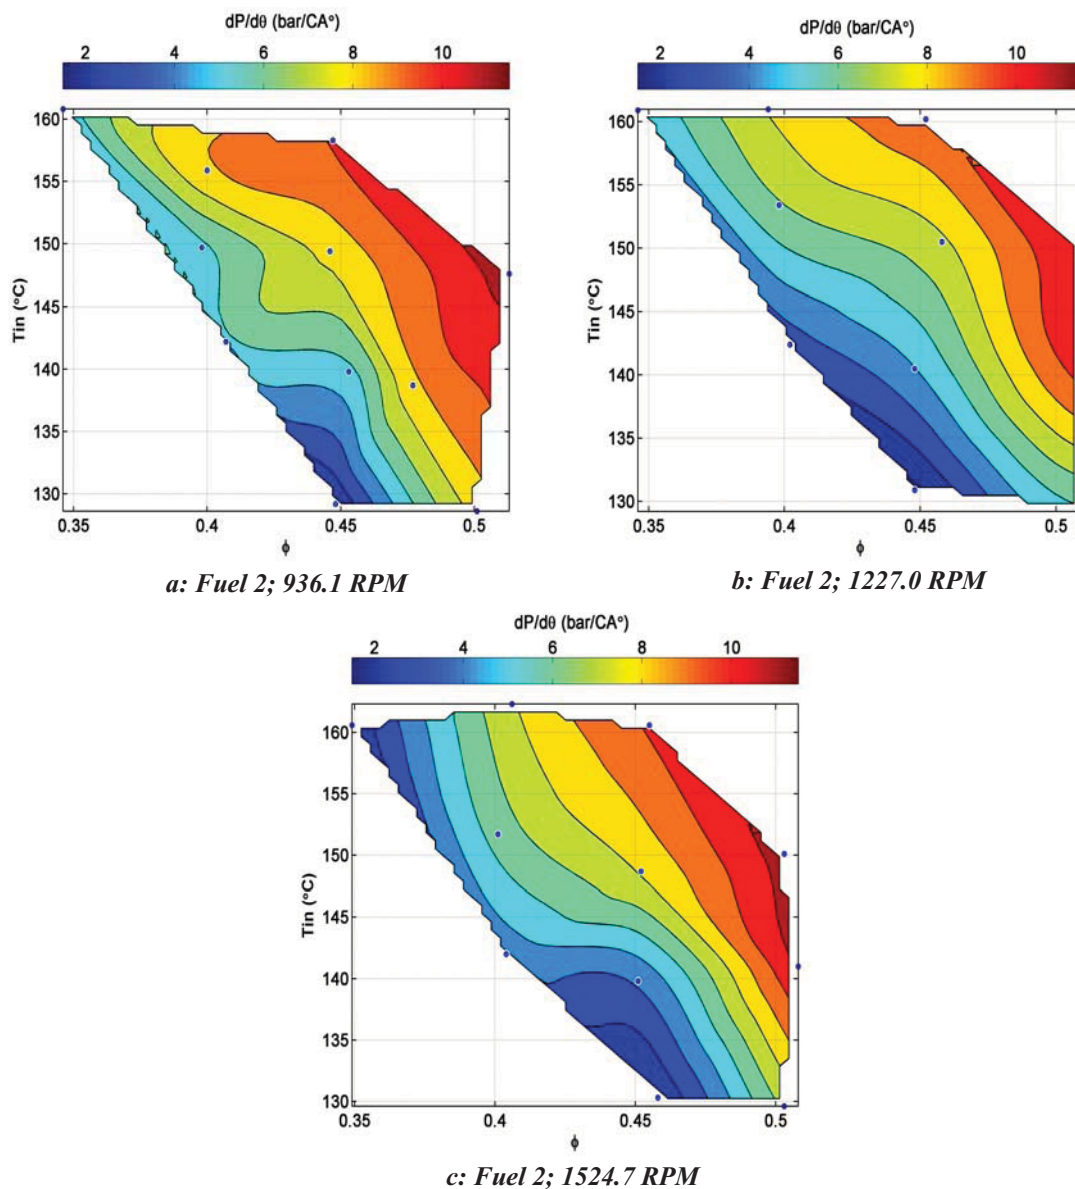 dP/dθ (bar/CA°)
2 4 6 8 10
160
155
150
145
140
135
130
Tin (°C)
0.35 0.4 0.45 0.5
ϕ
a: Fuel 2; 936.1 RPM
dP/dθ (bar/CA°)
2 4 6 8 10
160
155
150
145
140
135
130
Tin (°C)
0.35 0.4 0.45 0.5
ϕ
b: Fuel 2; 1227.0 RPM
dP/dθ (bar/CA°)
2 4 6 8 10
160
155
150
145
140
135
130
Tin (°C)
0.35 0.4 0.45 0.5
ϕ
c: Fuel 2; 1524.7 RPM